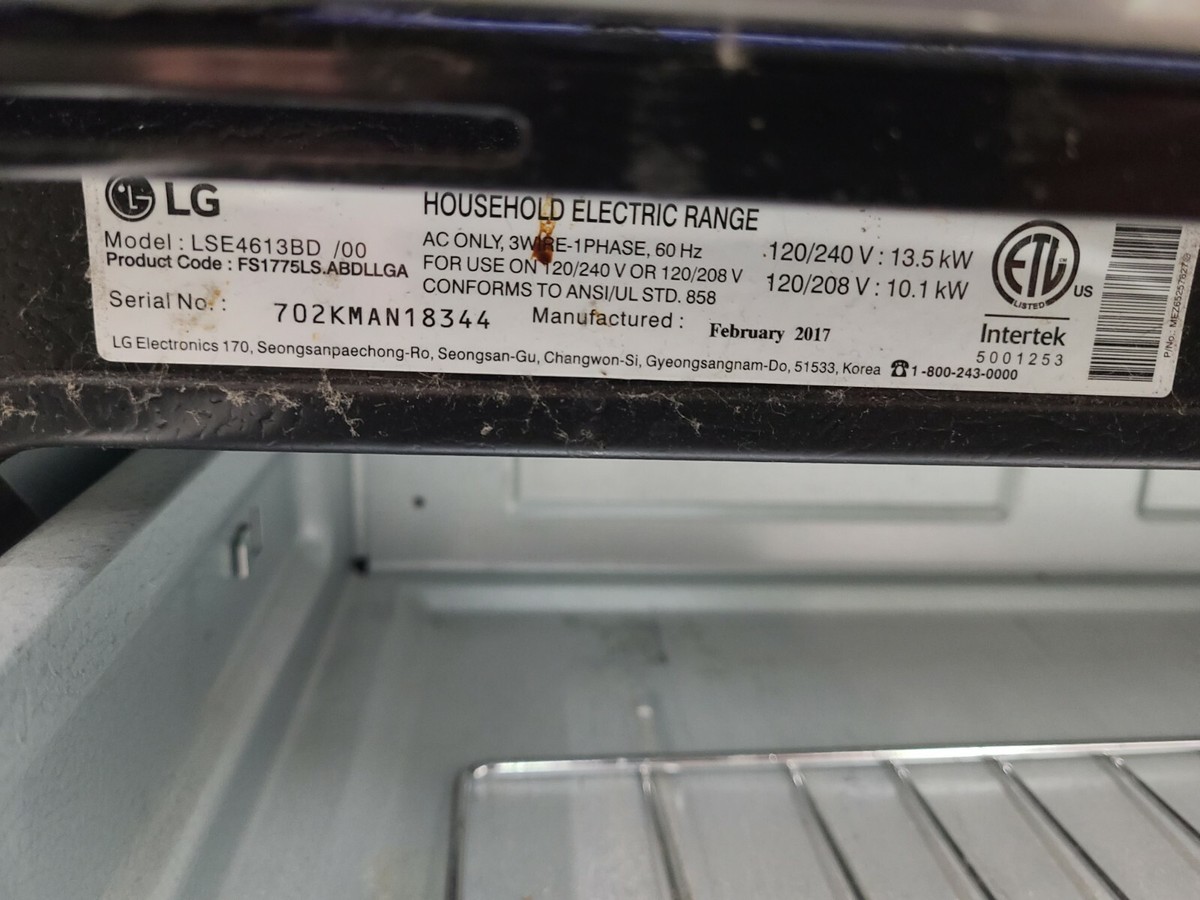 LG
HOUSEHOLD ELECTRIC RANGE
Model : LSE4613BD /00
Product Code : FS1775LS.ABDLLGA
AC ONLY, 3WIRE-1PHASE, 60 Hz
FOR USE ON 120/240 V OR 120/208 V
CONFORMS TO ANSI/UL STD. 858
120/240 V : 13.5 kW
120/208 V : 10.1 kW
Serial No. : 702KMAN18344
Manufactured : February 2017
LG Electronics 170, Seongsanpaechong-Ro, Seongsan-Gu, Changwon-Si, Gyeongsangnam-Do, 51533, Korea ☎1-800-243-0000
ETL
LISTED
US
Intertek
5001253
P/No.: